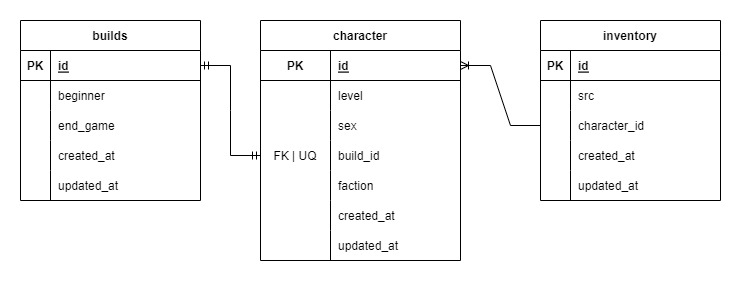 builds
PK id
beginner
end_game
created_at
updated_at
character
PK id
level
sex
FK | UQ build_id
faction
created_at
updated_at
inventory
PK id
src
character_id
created_at
updated_at